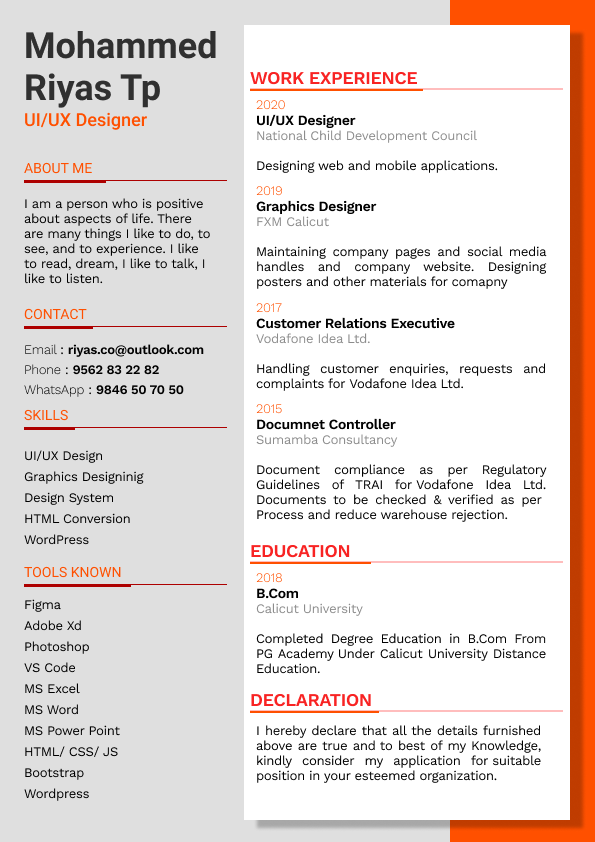 Mohammed
Riyas Tp
UI/UX Designer
ABOUT ME
I am a person who is positive
about aspects of life. There
are many things I like to do, to
see, and to experience. I like
to read, dream, I like to talk, I
like to listen.
CONTACT
Email : riyas.co@outlook.com
Phone : 9562 83 22 82
WhatsApp : 9846 50 70 50
SKILLS
UI/UX Design
Graphics Designinig
Design System
HTML Conversion
WordPress
TOOLS KNOWN
Figma
Adobe Xd
Photoshop
VS Code
MS Excel
MS Word
MS Power Point
HTML/ CSS/ JS
Bootstrap
Wordpress
WORK EXPERIENCE
2020
UI/UX Designer
National Child Development Council
Designing web and mobile applications.
2019
Graphics Designer
FXM Calicut
Maintaining company pages and social media
handles and company website. Designing
posters and other materials for comapny
2017
Customer Relations Executive
Vodafone Idea Ltd.
Handling customer enquiries, requests and
complaints for Vodafone Idea Ltd.
2015
Documnet Controller
Sumamba Consultancy
Document compliance as per Regulatory
Guidelines of TRAI for Vodafone Idea Ltd.
Documents to be checked & verified as per
Process and reduce warehouse rejection.
EDUCATION
2018
B.Com
Calicut University
Completed Degree Education in B.Com From
PG Academy Under Calicut University Distance
Education.
DECLARATION
I hereby declare that all the details furnished
above are true and to best of my Knowledge,
kindly consider my application for suitable
position in your esteemed organization.